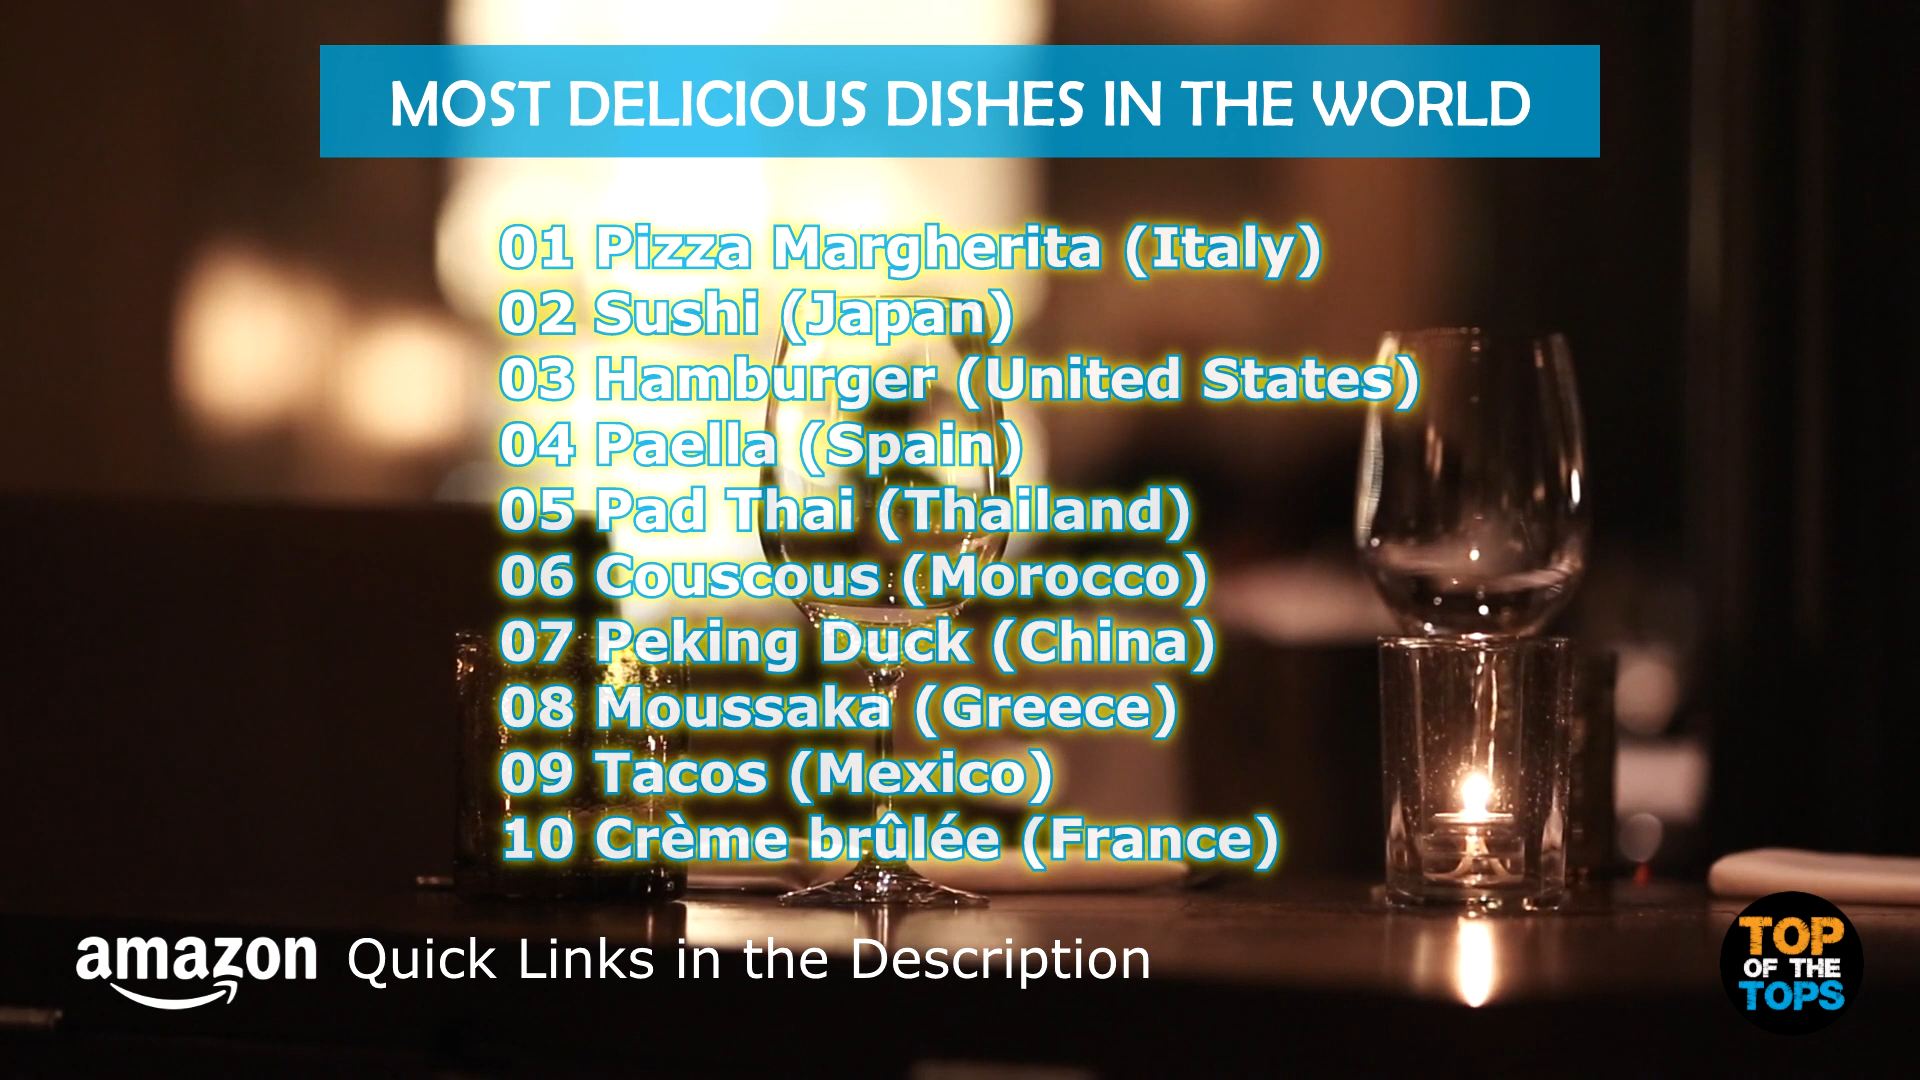 MOST DELICIOUS DISHES IN THE WORLD
01 Pizza Margherita (Italy)
02 Sushi (Japan)
03 Hamburger (United States)
04 Paella (Spain)
05 Pad Thai (Thailand)
06 Couscous (Morocco)
07 Peking Duck (China)
08 Moussaka (Greece)
09 Tacos (Mexico)
10 Crème brûlée (France)
amazon Quick Links in the Description
TOP
OF THE
TOPS